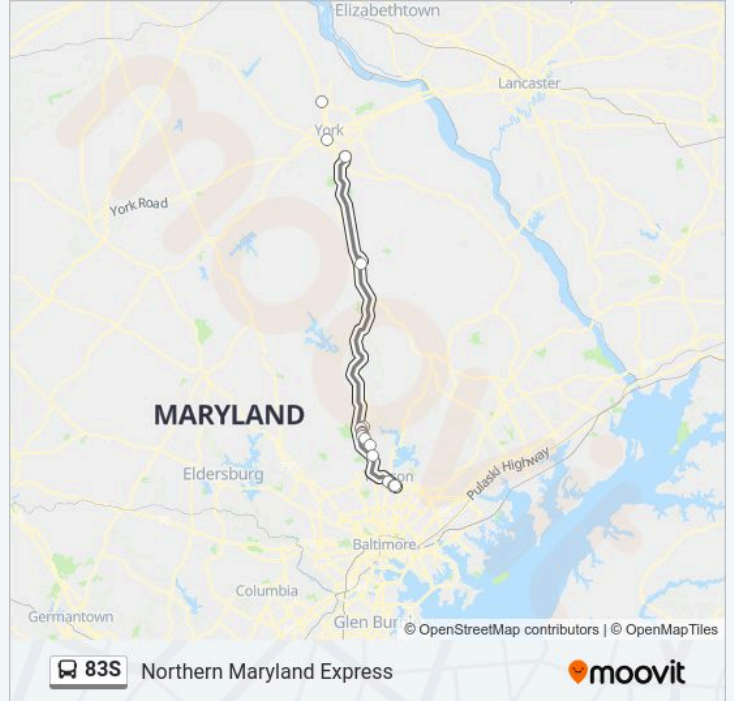 Elizabethtown
Lancaster
York
York Road
MARYLAND
Eldersburg
Pulaski Highway
Baltimore
Columbia
Germantown
Glen Bur
© OpenStreetMap contributors | © OpenMapTiles
83S Northern Maryland Express
moovit